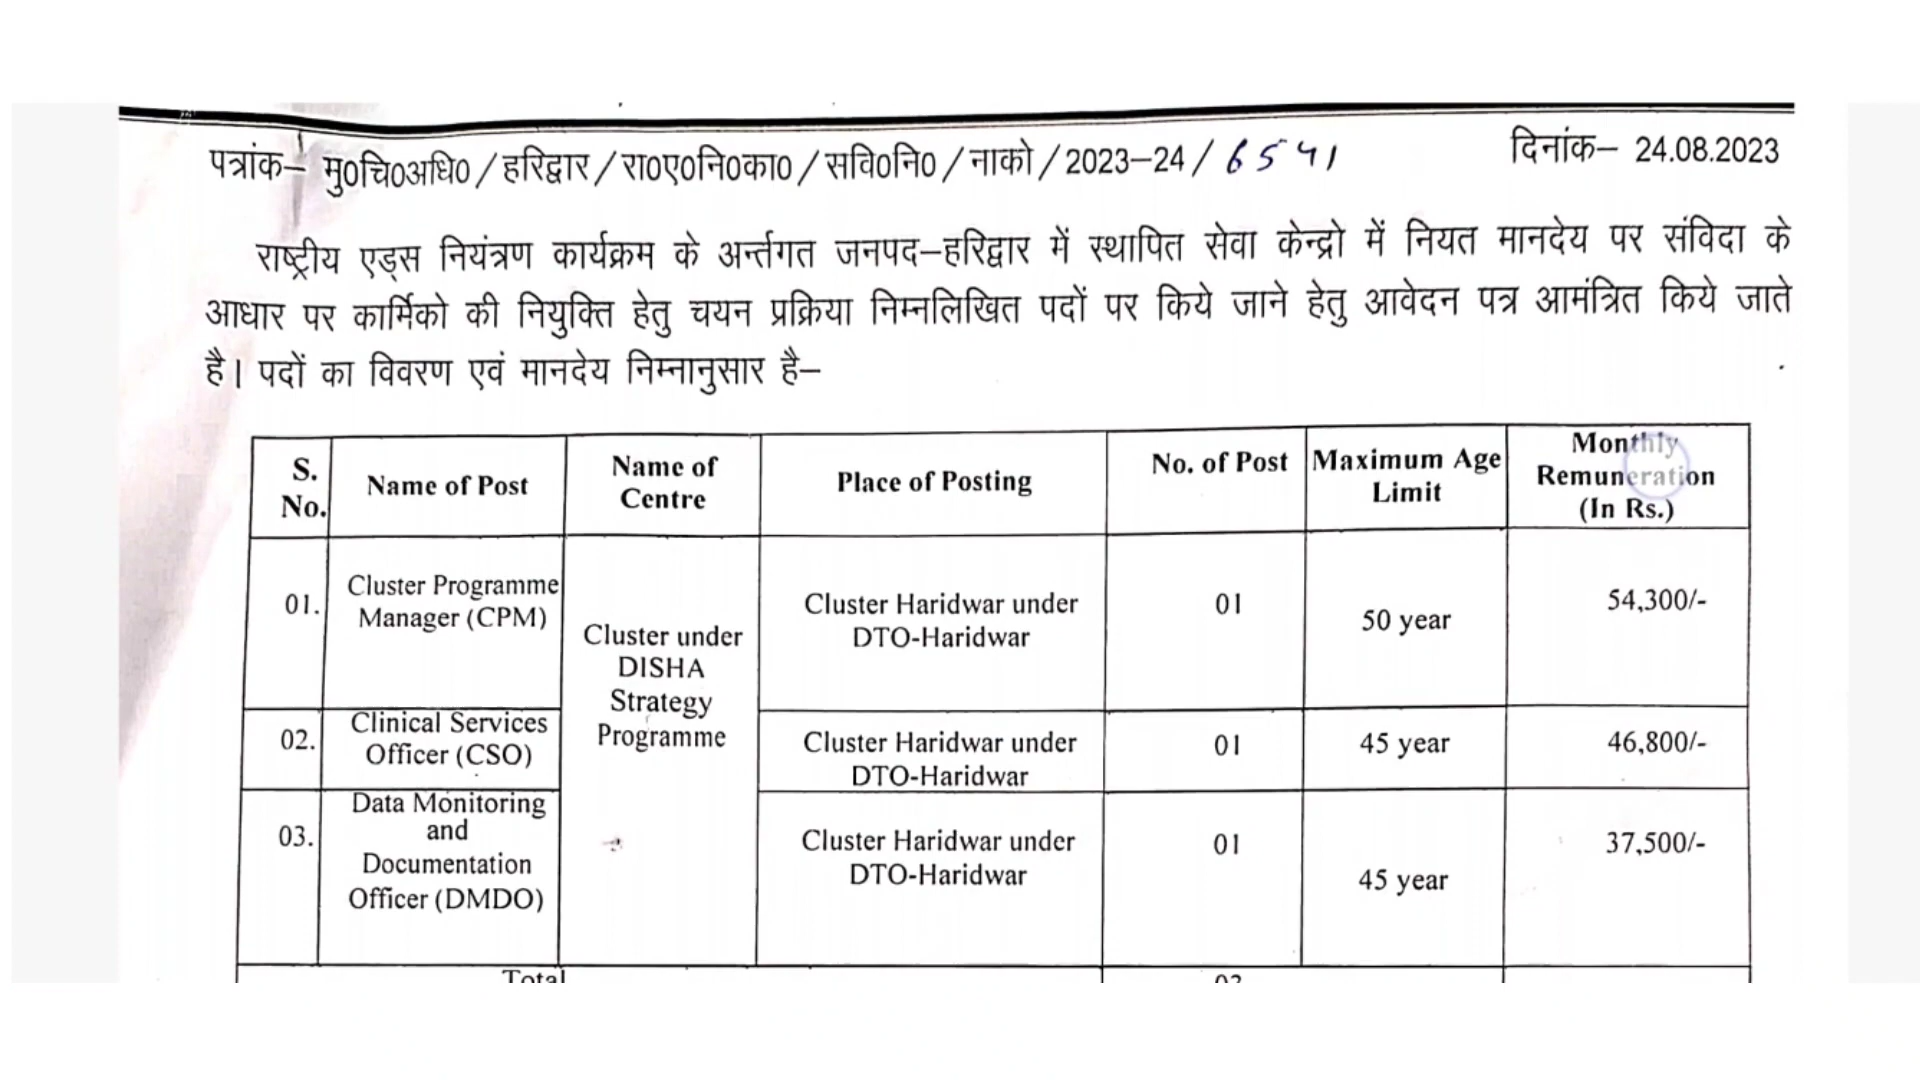 पत्रांक– मु0चि0अधि0 / हरिद्वार / रा0ए0नि0का0 / सवि0नि0 / नाको / 2023–24 / 6541 दिनांक– 24.08.2023
राष्ट्रीय एड्स नियंत्रण कार्यक्रम के अर्न्तगत जनपद–हरिद्वार में स्थापित सेवा केन्द्रो में नियत मानदेय पर संविदा के
आधार पर कार्मिको की नियुक्ति हेतु चयन प्रक्रिया निम्नलिखित पदों पर किये जाने हेतु आवेदन पत्र आमंत्रित किये जाते
है। पदों का विवरण एवं मानदेय निम्नानुसार है–
S.
No.
Name of Post
Name of
Centre
Place of Posting
No. of Post
Maximum Age
Limit
Monthly
Remuneration
(In Rs.)
01.
Cluster Programme
Manager (CPM)
Cluster under
DISHA
Strategy
Programme
Cluster Haridwar under
DTO-Haridwar
01
50 year
54,300/-
02.
Clinical Services
Officer (CSO)
Cluster Haridwar under
DTO-Haridwar
01
45 year
46,800/-
03.
Data Monitoring
and
Documentation
Officer (DMDO)
Cluster Haridwar under
DTO-Haridwar
01
45 year
37,500/-
Total